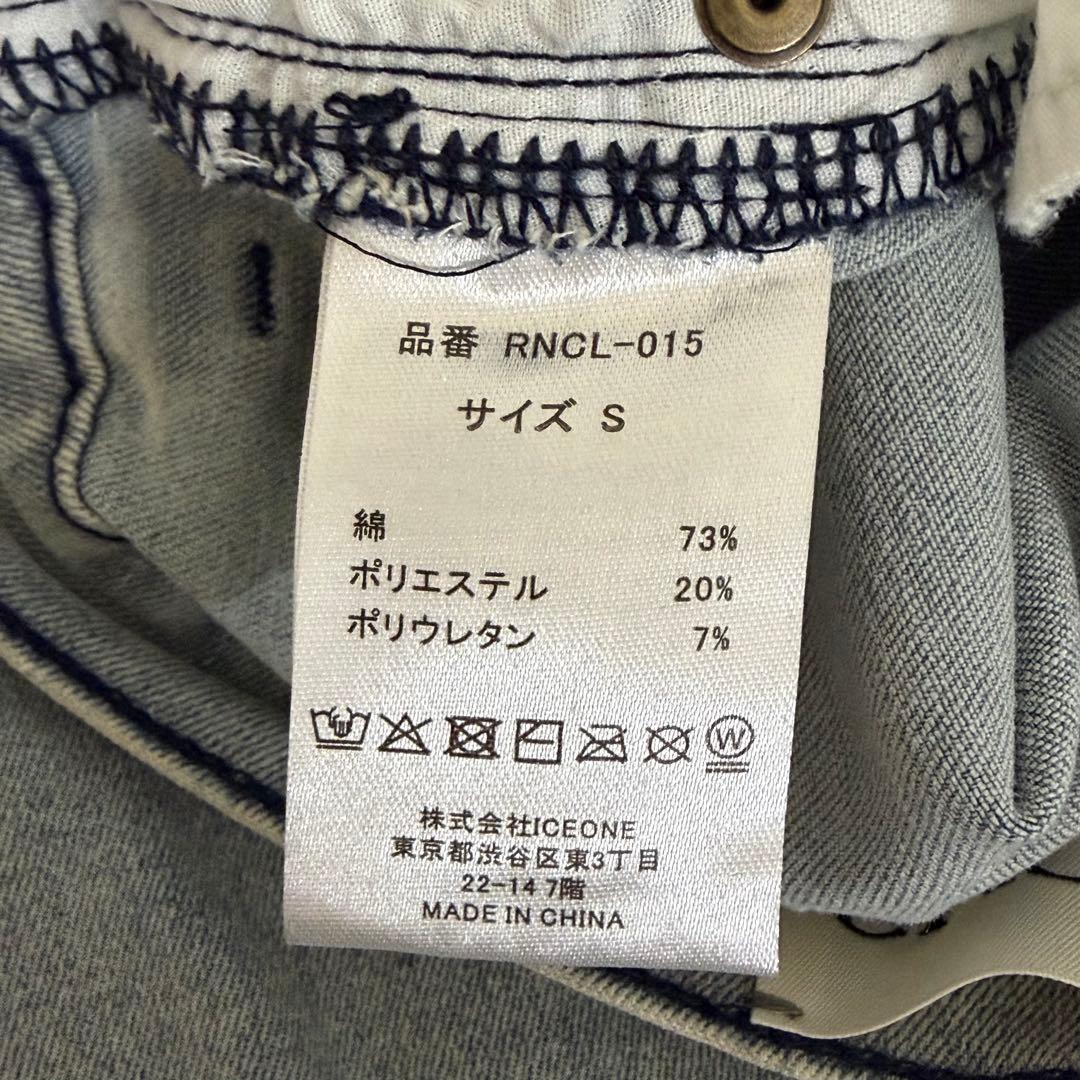 品番 RNCL-015
サイズ S
綿 73%
ポリエステル 20%
ポリウレタン 7%
W
株式会社ICEONE
東京都渋谷区東3丁目
22-14 7階
MADE IN CHINA